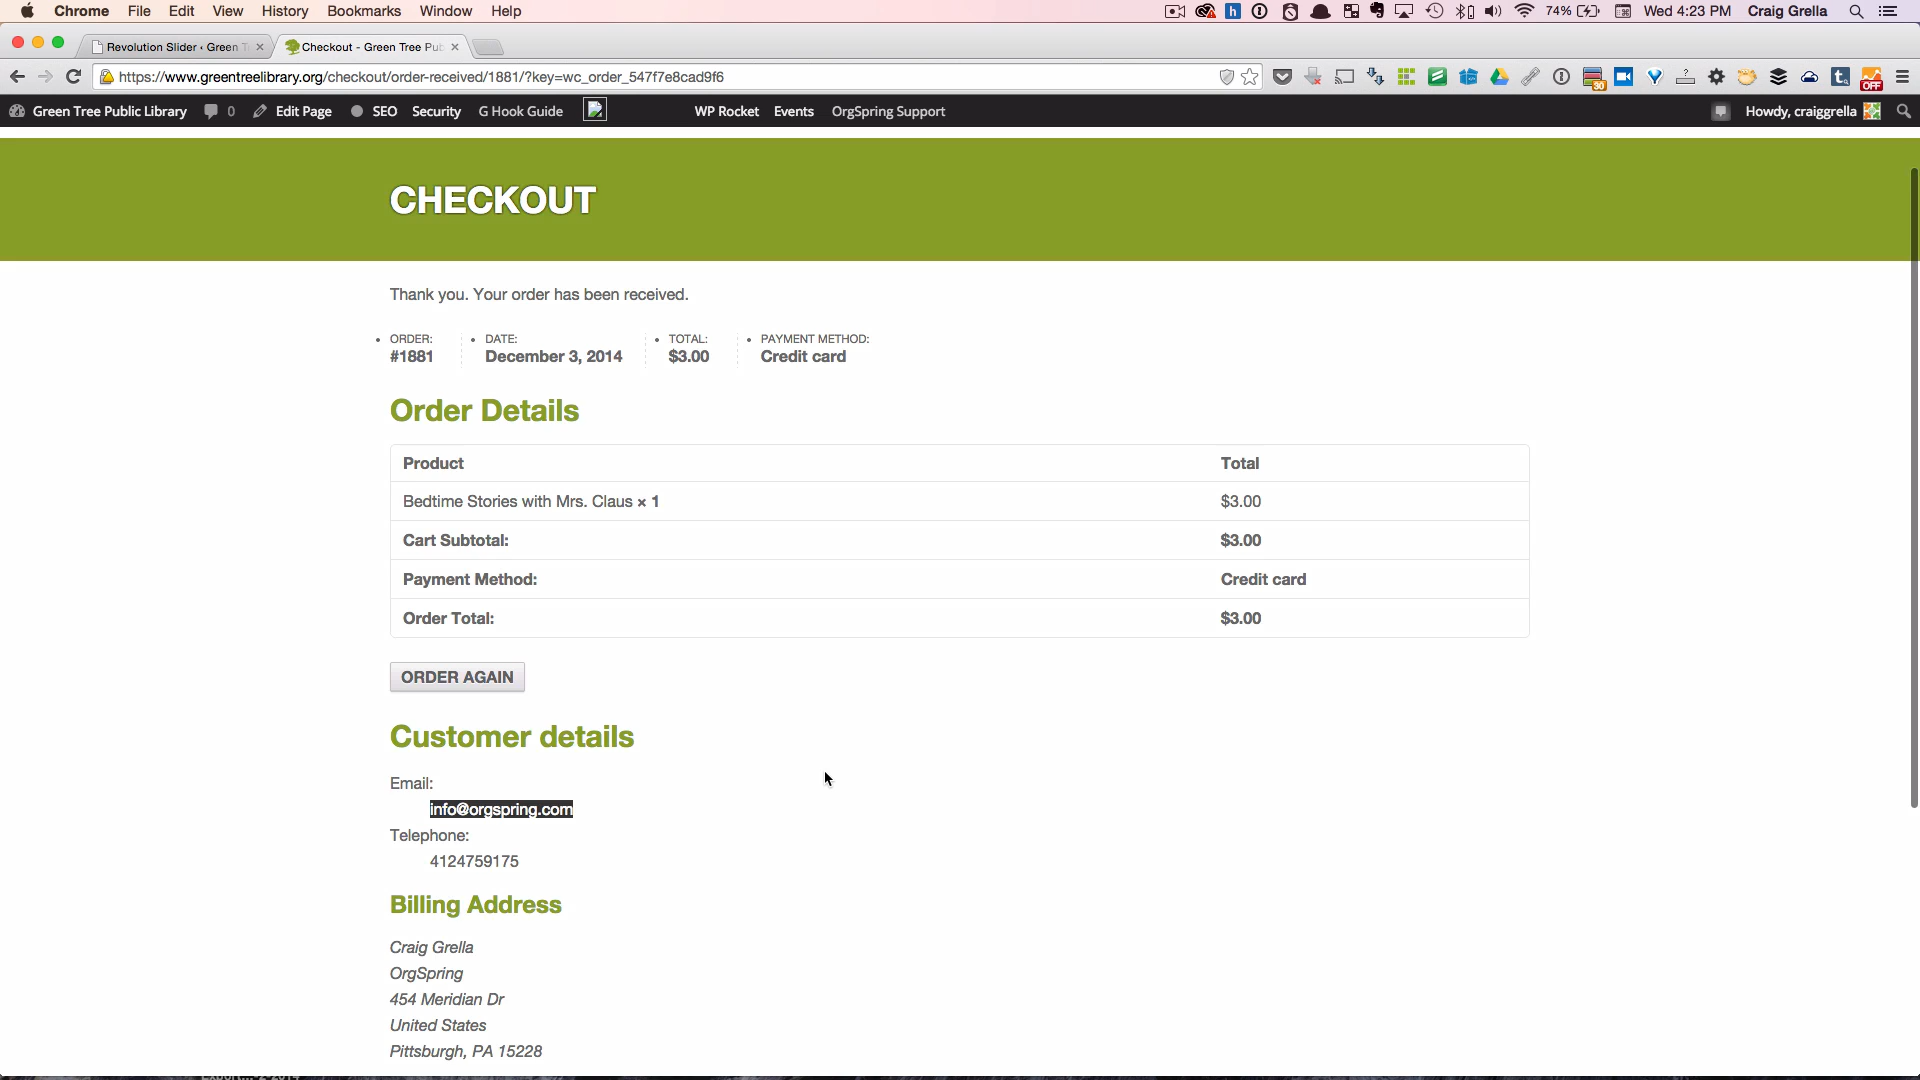 Chrome File Edit View History Bookmarks Window Help 74% Wed 4:23 PM Craig Grella
Revolution Slider ‹ Green T × Checkout - Green Tree Pub ×
https://www.greentreelibrary.org/checkout/order-received/1881/?key=wc_order_547f7e8cad9f6
Green Tree Public Library 0 Edit Page SEO Security G Hook Guide WP Rocket Events OrgSpring Support Howdy, craiggrella
CHECKOUT
Thank you. Your order has been received.
ORDER: DATE: TOTAL: PAYMENT METHOD:
#1881 December 3, 2014 $3.00 Credit card
Order Details
Product Total
Bedtime Stories with Mrs. Claus × 1 $3.00
Cart Subtotal: $3.00
Payment Method: Credit card
Order Total: $3.00
ORDER AGAIN
Customer details
Email:
info@orgspring.com
Telephone:
4124759175
Billing Address
Craig Grella
OrgSpring
454 Meridian Dr
United States
Pittsburgh, PA 15228